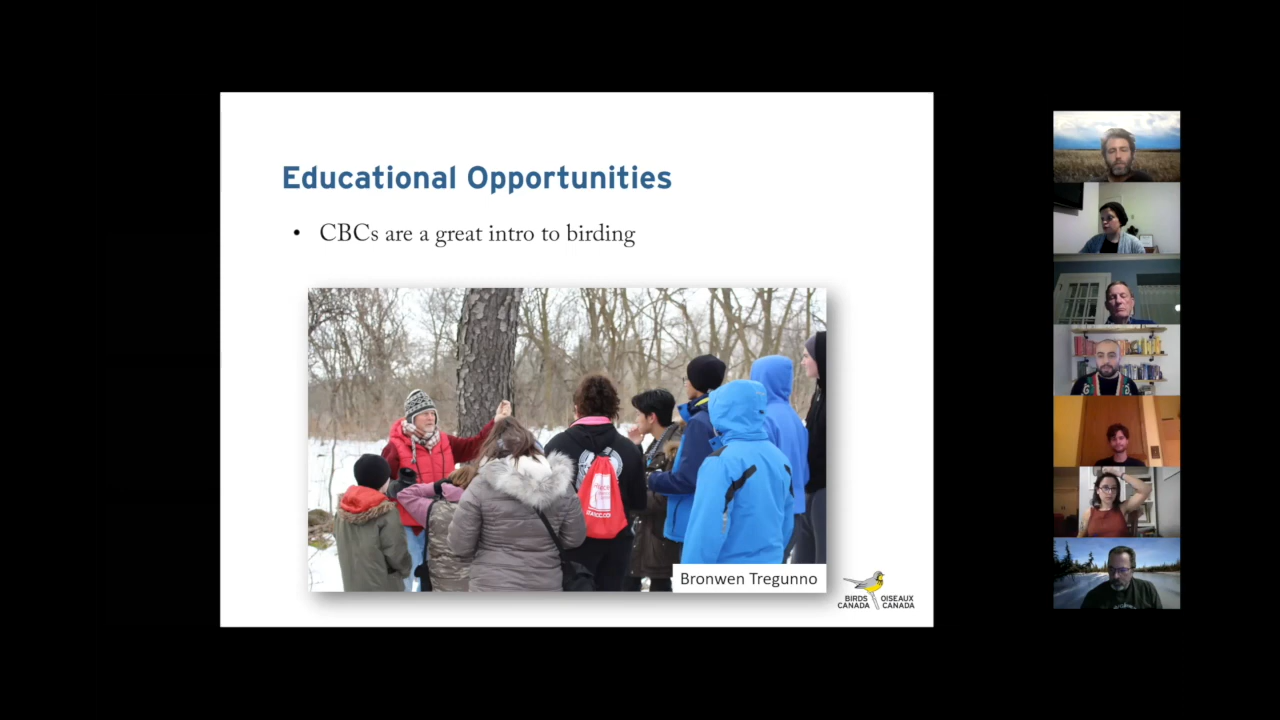 Educational Opportunities
• CBCs are a great intro to birding
Bronwen Tregunno
BIRDS CANADA
OISEAUX CANADA